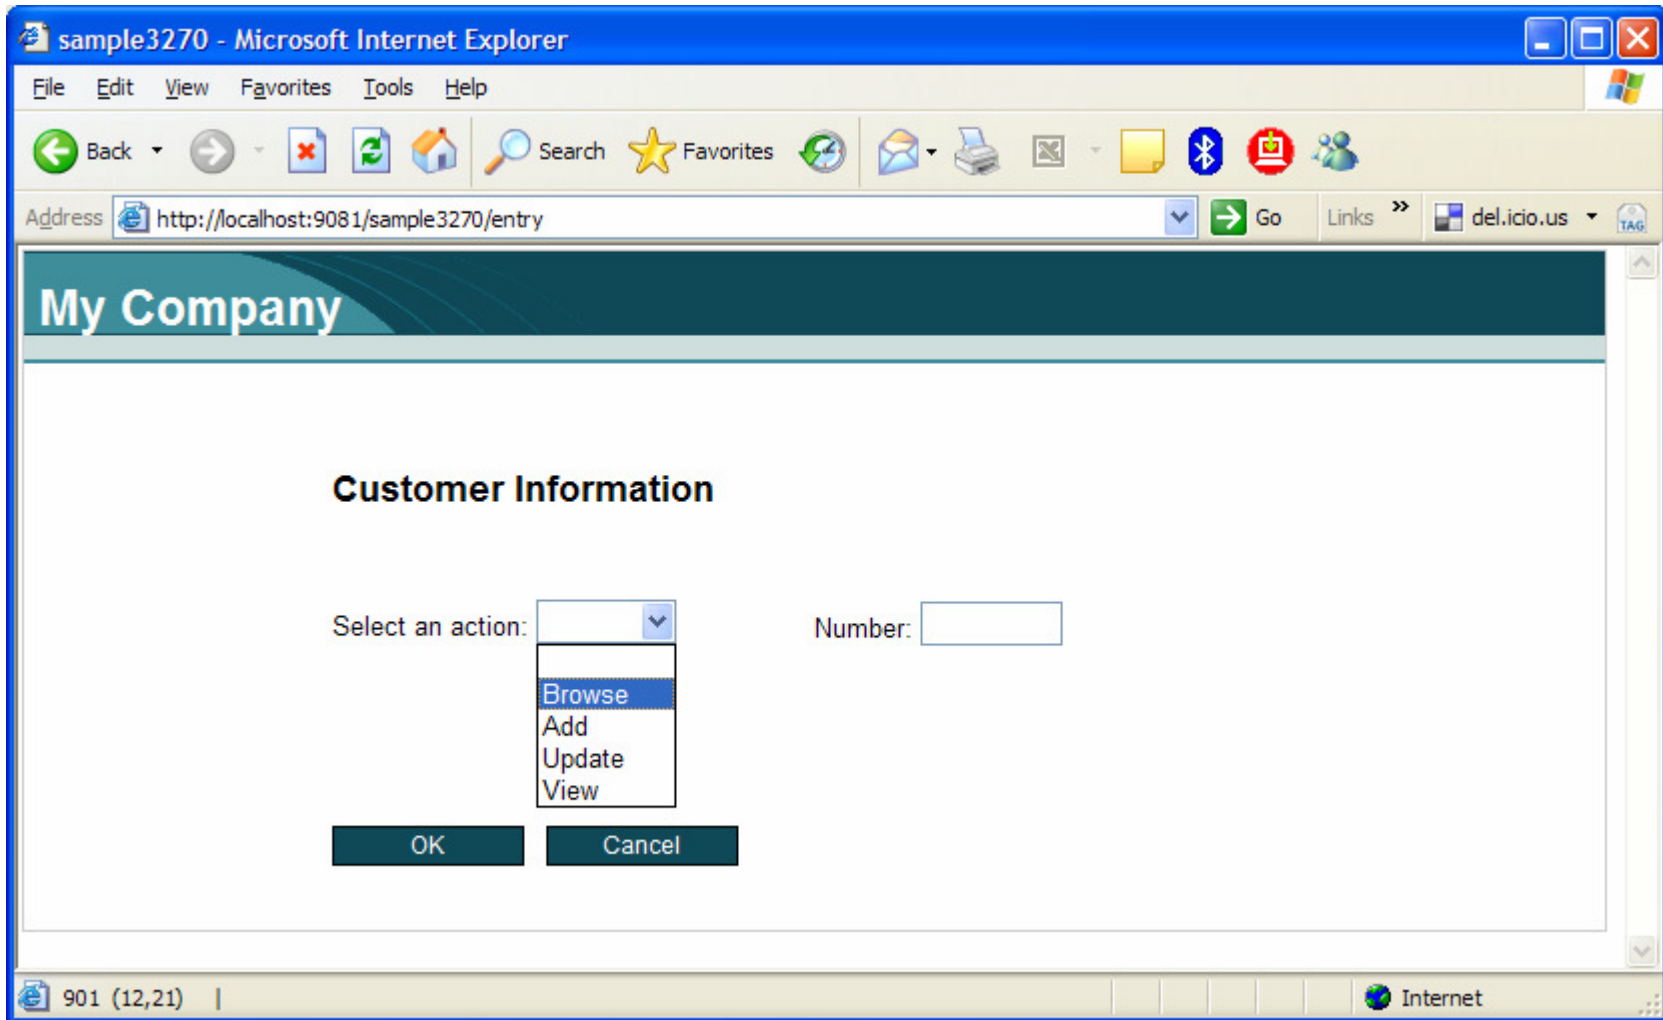 sample3270 - Microsoft Internet Explorer
File Edit View Favorites Tools Help
Back Search Favorites
Address http://localhost:9081/sample3270/entry Go Links » del.icio.us TAG
My Company
Customer Information
Select an action: Number:
Browse
Add
Update
View
OK Cancel
901 (12,21) | Internet